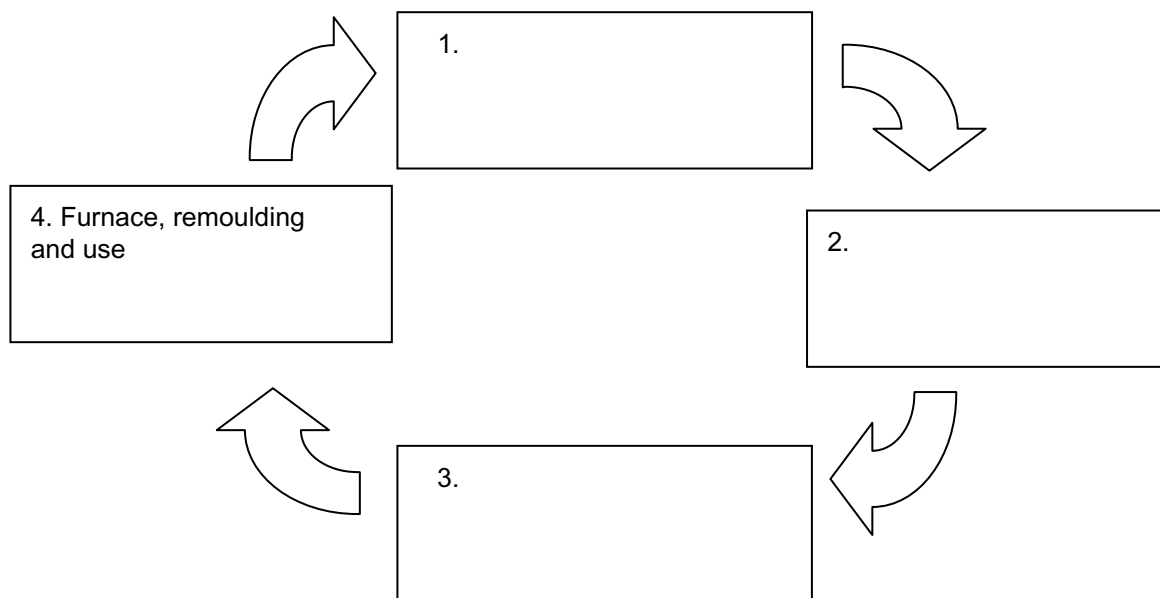 1.
2.
3.
4. Furnace, remoulding
and use